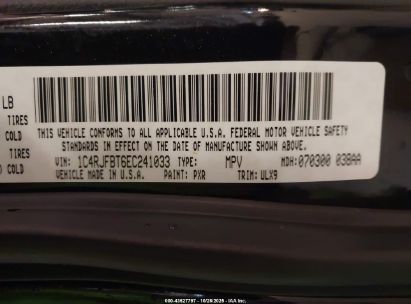 LB
TIRES
COLD
TIRES
COLD
THIS VEHICLE CONFORMS TO ALL APPLICABLE U.S.A. FEDERAL MOTOR VEHICLE SAFETY
STANDARDS IN EFFECT ON THE DATE OF MANUFACTURE SHOWN ABOVE.
VIN: 1C4RJFBT6EC241033 TYPE: MPV MDH: 070300 038AA
VEHICLE MADE IN U.S.A. PAINT: PXR TRIM: ULX9